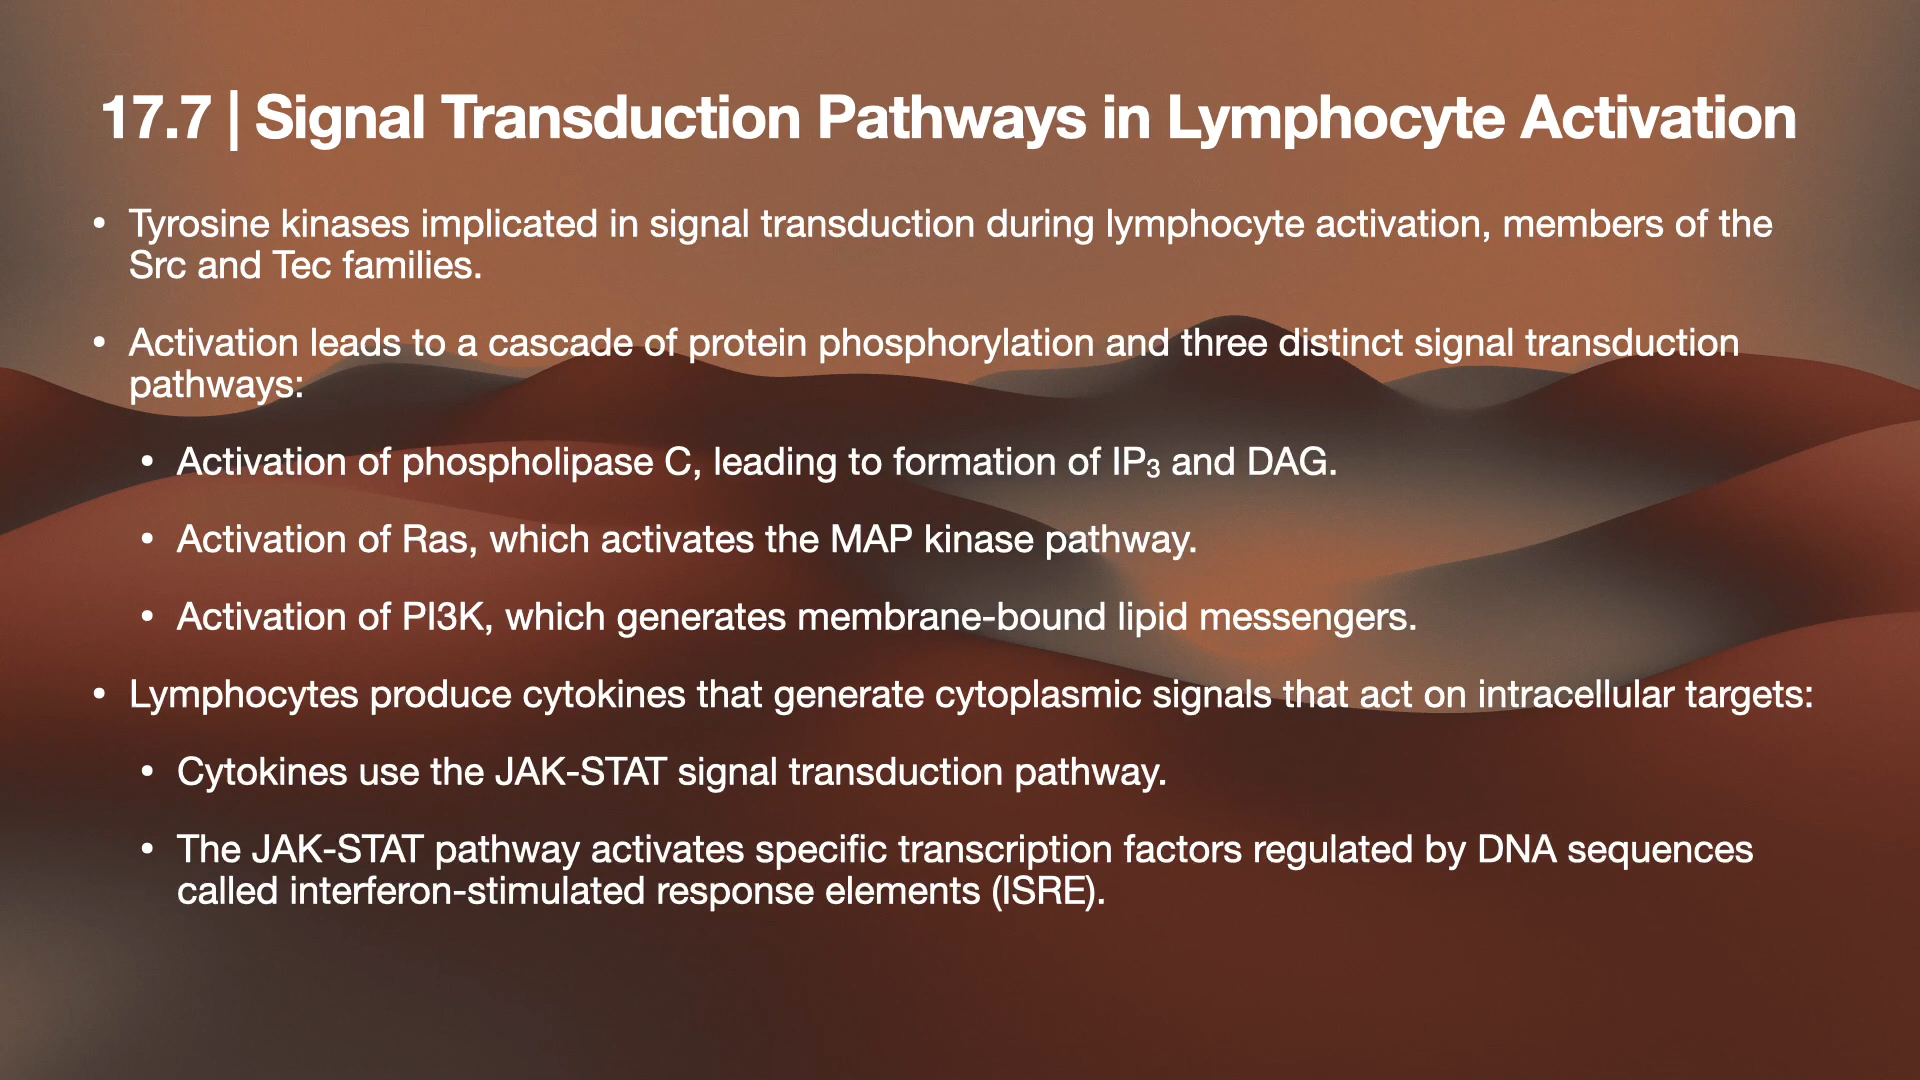 17.7 | Signal Transduction Pathways in Lymphocyte Activation
• Tyrosine kinases implicated in signal transduction during lymphocyte activation, members of the
Src and Tec families.
• Activation leads to a cascade of protein phosphorylation and three distinct signal transduction
pathways:
• Activation of phospholipase C, leading to formation of IP₃ and DAG.
• Activation of Ras, which activates the MAP kinase pathway.
• Activation of PI3K, which generates membrane-bound lipid messengers.
• Lymphocytes produce cytokines that generate cytoplasmic signals that act on intracellular targets:
• Cytokines use the JAK-STAT signal transduction pathway.
• The JAK-STAT pathway activates specific transcription factors regulated by DNA sequences
called interferon-stimulated response elements (ISRE).